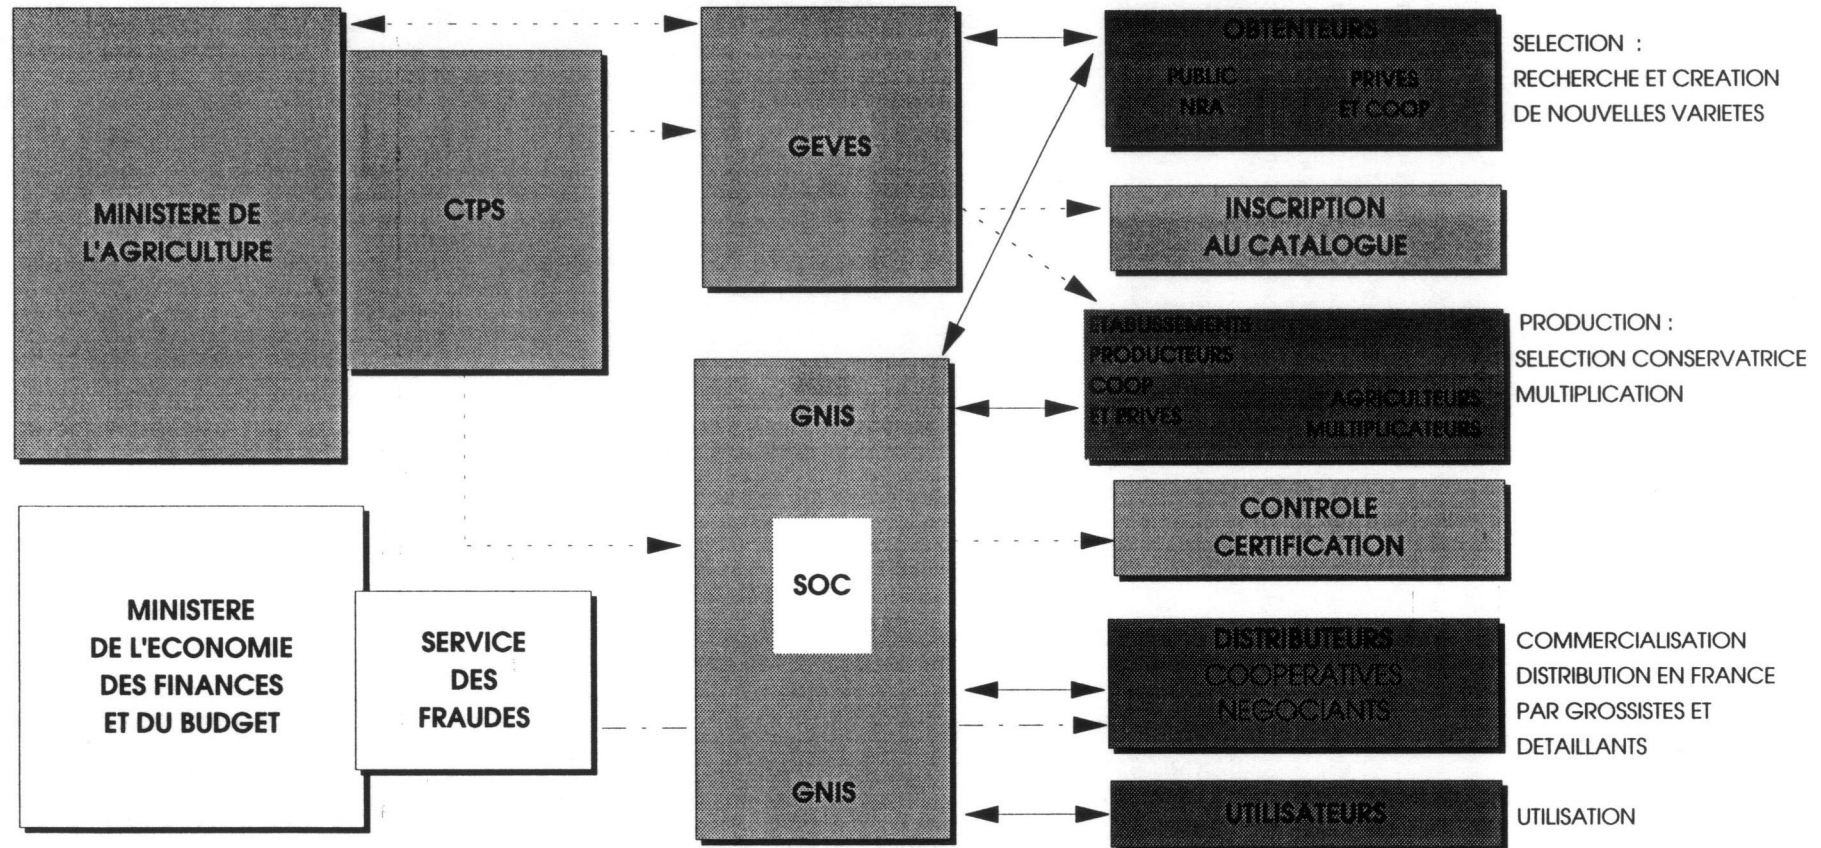 MINISTERE DE
L'AGRICULTURE
CTPS
GEVES
OBTENTEURS
PUBLIC
NRA
PRIVES
ET COOP
SELECTION :
RECHERCHE ET CREATION
DE NOUVELLES VARIETES
INSCRIPTION
AU CATALOGUE
ETABLISSEMENTS
PRODUCTEURS
COOP
ET PRIVES
AGRICULTEURS
MULTIPLICATEURS
PRODUCTION :
SELECTION CONSERVATRICE
MULTIPLICATION
GNIS
SOC
GNIS
CONTROLE
CERTIFICATION
MINISTERE
DE L'ECONOMIE
DES FINANCES
ET DU BUDGET
SERVICE
DES
FRAUDES
DISTRIBUTEURS
COOPERATIVES
NEGOCIANTS
COMMERCIALISATION
DISTRIBUTION EN FRANCE
PAR GROSSISTES ET
DETAILLANTS
UTILISATEURS
UTILISATION